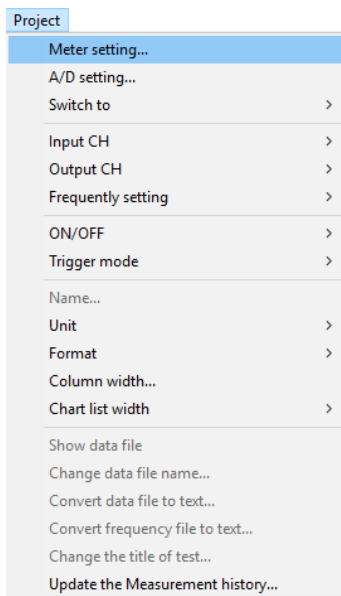 Project
Meter setting...
A/D setting...
Switch to
Input CH
Output CH
Frequently setting
ON/OFF
Trigger mode
Name...
Unit
Format
Column width...
Chart list width
Show data file
Change data file name...
Convert data file to text...
Convert frequency file to text...
Change the title of test...
Update the Measurement history...